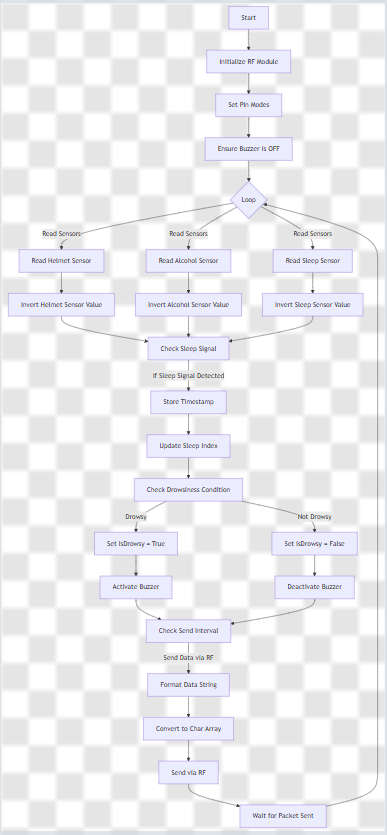 Start
Initialize RF Module
Set Pin Modes
Ensure Buzzer is OFF
Loop
Read Sensors
Read Sensors
Read Sensors
Read Helmet Sensor
Read Alcohol Sensor
Read Sleep Sensor
Invert Helmet Sensor Value
Invert Alcohol Sensor Value
Invert Sleep Sensor Value
Check Sleep Signal
If Sleep Signal Detected
Store Timestamp
Update Sleep Index
Check Drowsiness Condition
Drowsy
Not Drowsy
Set isDrowsy = True
Set isDrowsy = False
Activate Buzzer
Deactivate Buzzer
Check Send Interval
Send Data via RF
Format Data String
Convert to Char Array
Send via RF
Wait for Packet Sent